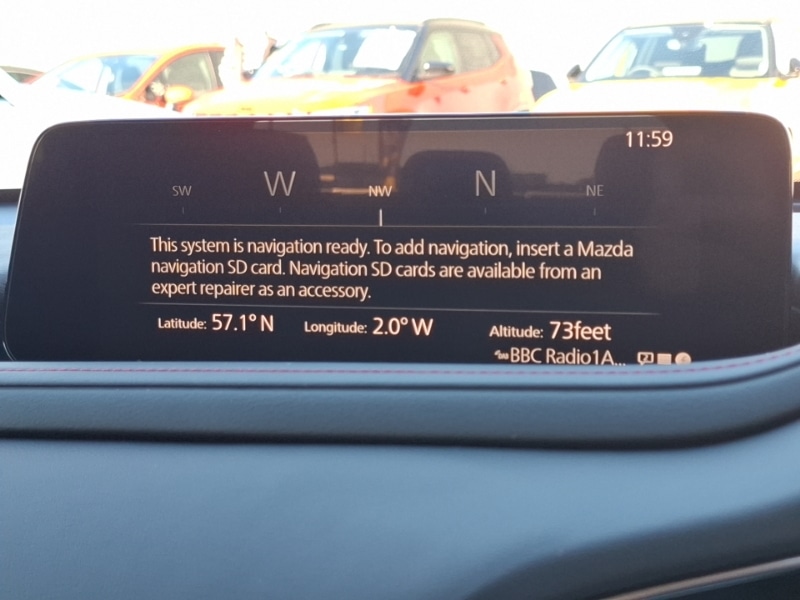 11:59
SW W NW N NE
This system is navigation ready. To add navigation, insert a Mazda
navigation SD card. Navigation SD cards are available from an
expert repairer as an accessory.
Latitude: 57.1° N Longitude: 2.0° W Altitude: 73feet
BBC Radio1A...